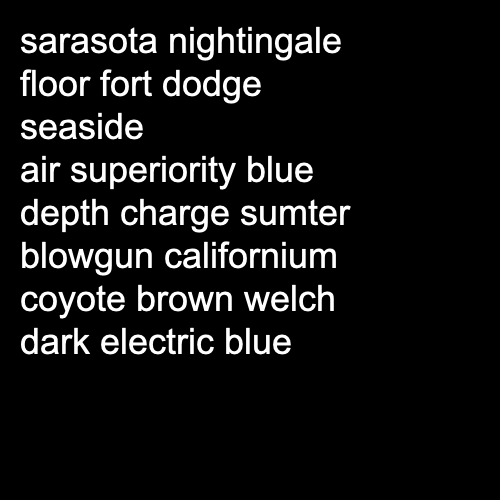 sarasota nightingale
floor fort dodge
seaside
air superiority blue
depth charge sumter
blowgun californium
coyote brown welch
dark electric blue